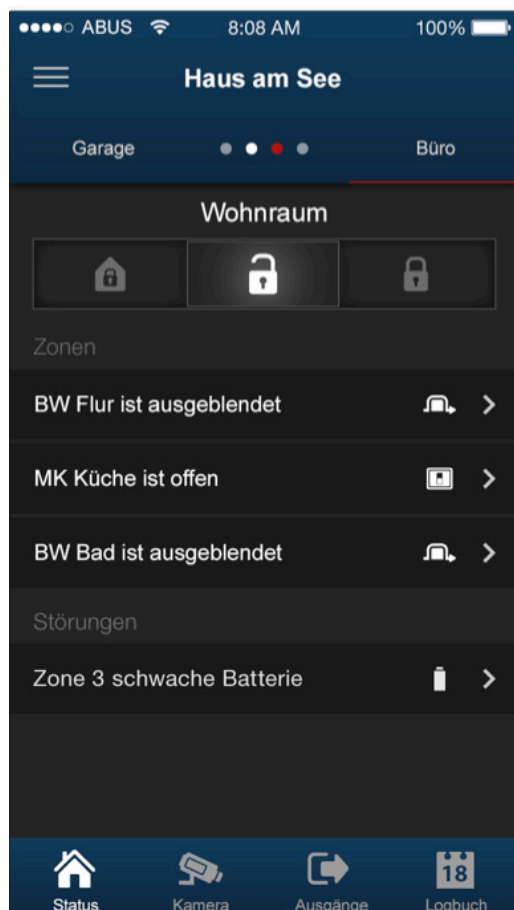 ABUS 8:08 AM 100%
Haus am See
Garage Büro
Wohnraum
Zonen
BW Flur ist ausgeblendet
MK Küche ist offen
BW Bad ist ausgeblendet
Störungen
Zone 3 schwache Batterie
18
Status Kamera Ausgänge Logbuch